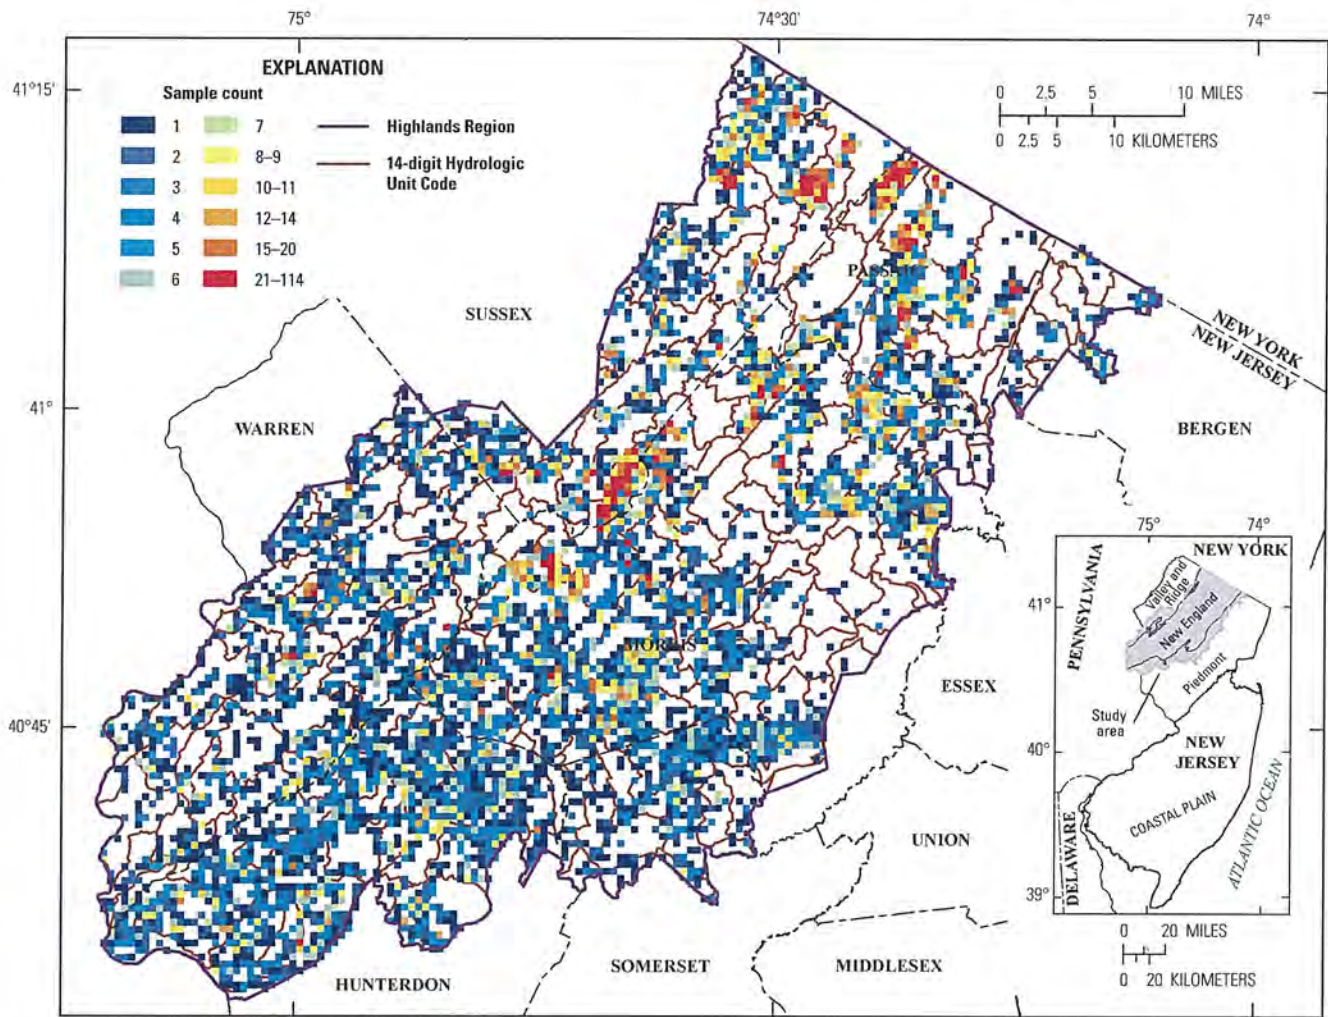 75°
74°30'
74°
41°15'
EXPLANATION
Sample count
1
2
3
4
5
6
7
8–9
10–11
12–14
15–20
21–114
Highlands Region
14-digit Hydrologic
Unit Code
0 2.5 5 10 MILES
0 2.5 5 10 KILOMETERS
PASSAIC
SUSSEX
NEW YORK
NEW JERSEY
41°
WARREN
BERGEN
MORRIS
ESSEX
40°45'
UNION
HUNTERDON
SOMERSET
MIDDLESEX
75°
74°
NEW YORK
PENNSYLVANIA
41°
Valley and
Ridge
New England
Piedmont
Study
area
40°
NEW
JERSEY
COASTAL PLAIN
ATLANTIC OCEAN
DELAWARE
39°
0 20 MILES
0 20 KILOMETERS